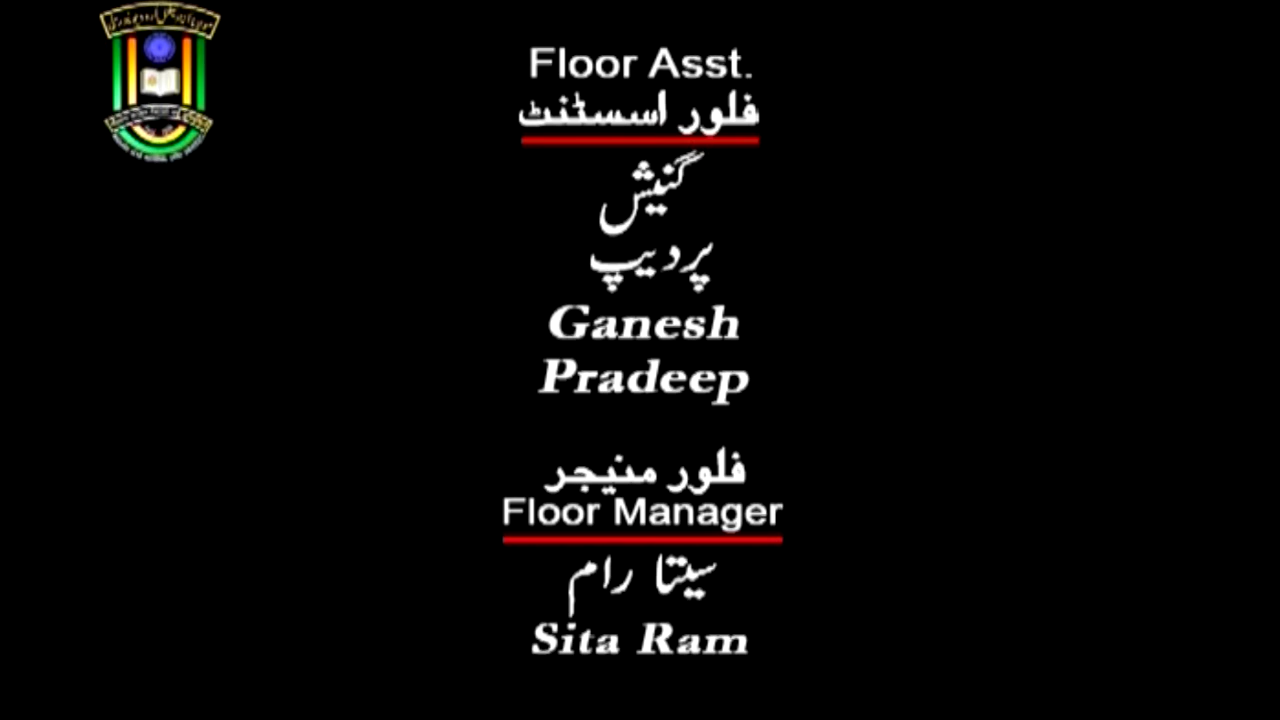 Floor Asst.
فلور اسسٹنٹ
گنیش
پردیپ
Ganesh
Pradeep
فلور منیجر
Floor Manager
سیتا رام
Sita Ram